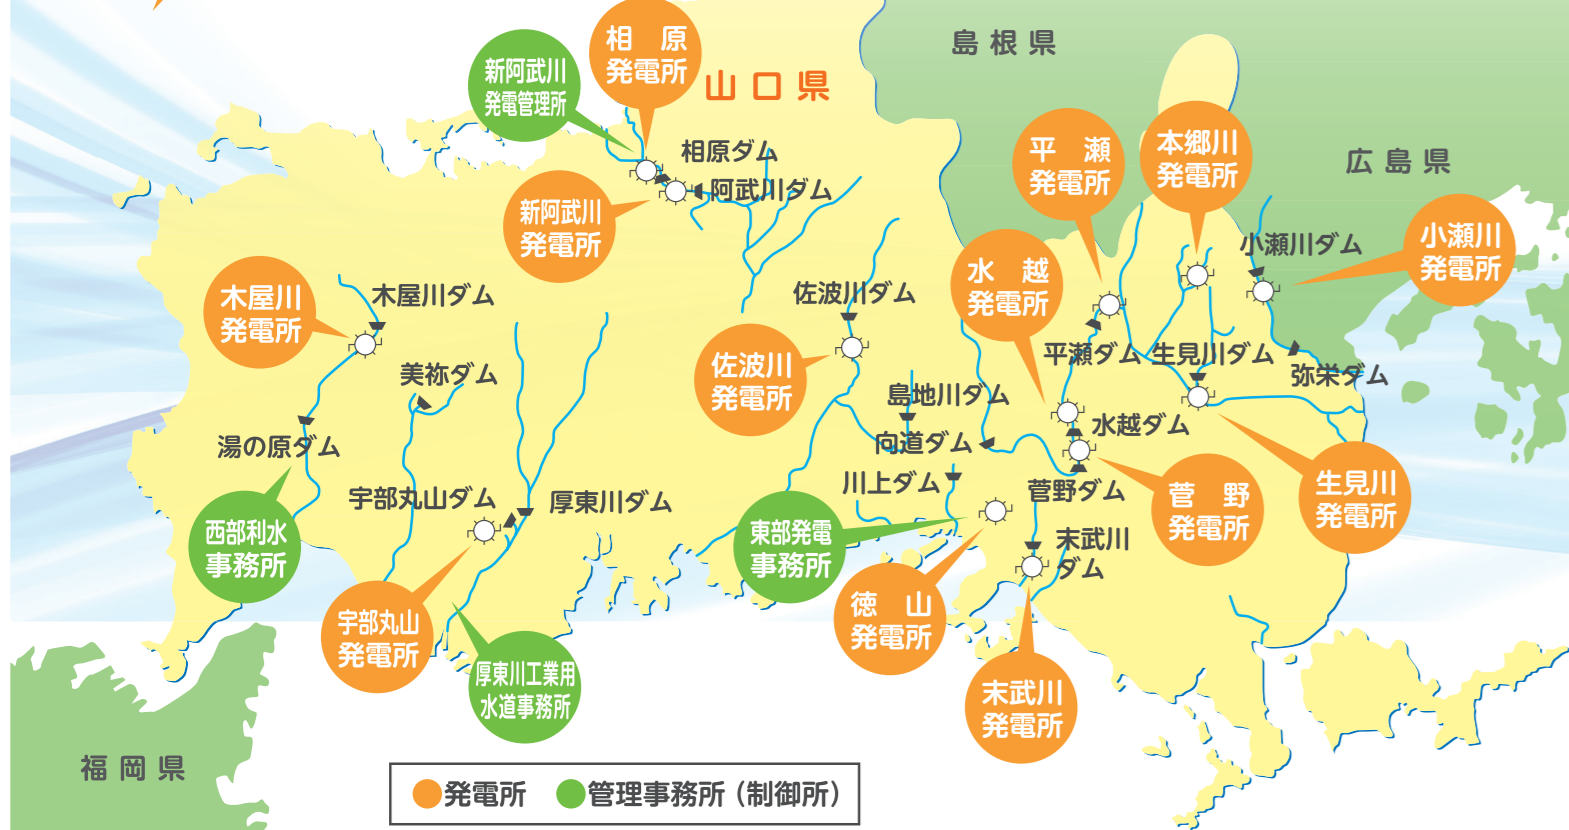 相　原
発電所
島根県
新阿武川
発電管理所
山口県
相原ダム
阿武川ダム
平　瀬
発電所
本郷川
発電所
広島県
新阿武川
発電所
小瀬川ダム
小瀬川
発電所
水　越
発電所
木屋川
発電所
木屋川ダム
佐波川ダム
佐波川
発電所
平瀬ダム
生見川ダム
弥栄ダム
美祢ダム
島地川ダム
水越ダム
湯の原ダム
向道ダム
川上ダム
宇部丸山ダム
厚東川ダム
菅野ダム
菅　野
発電所
生見川
発電所
西部利水
事務所
東部発電
事務所
末武川
ダム
宇部丸山
発電所
徳　山
発電所
厚東川工業用
水道事務所
末武川
発電所
福岡県
発電所
管理事務所（制御所）